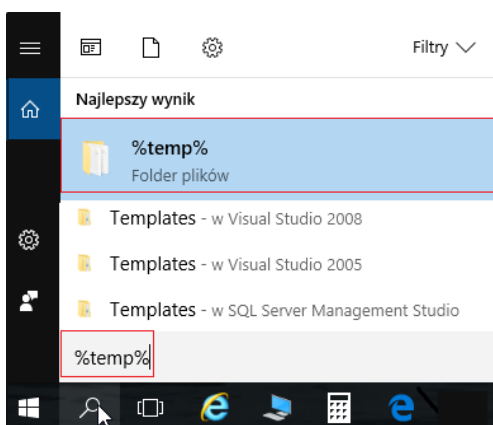 Filtry
Najlepszy wynik
%temp%
Folder plików
Templates - w Visual Studio 2008
Templates - w Visual Studio 2005
Templates - w SQL Server Management Studio
%temp%